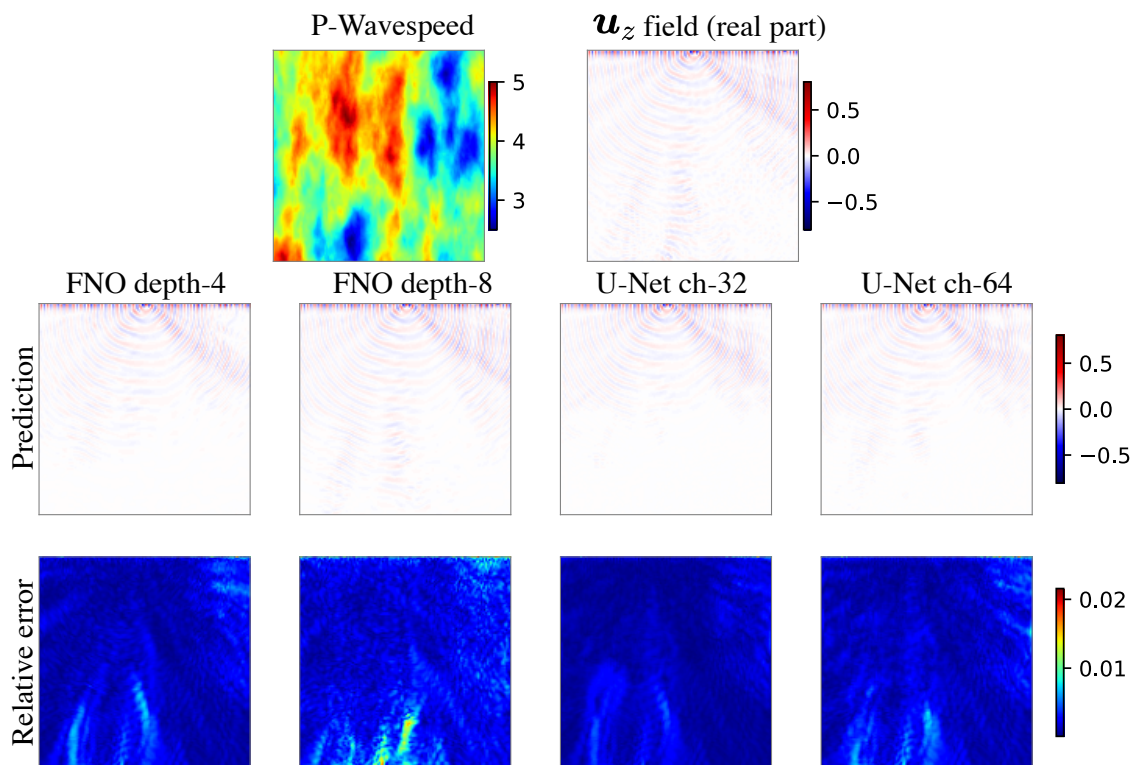 P-Wavespeed
5
4
3
u_z field (real part)
0.5
0.0
−0.5
FNO depth-4
FNO depth-8
U-Net ch-32
U-Net ch-64
Prediction
0.5
0.0
−0.5
Relative error
0.02
0.01